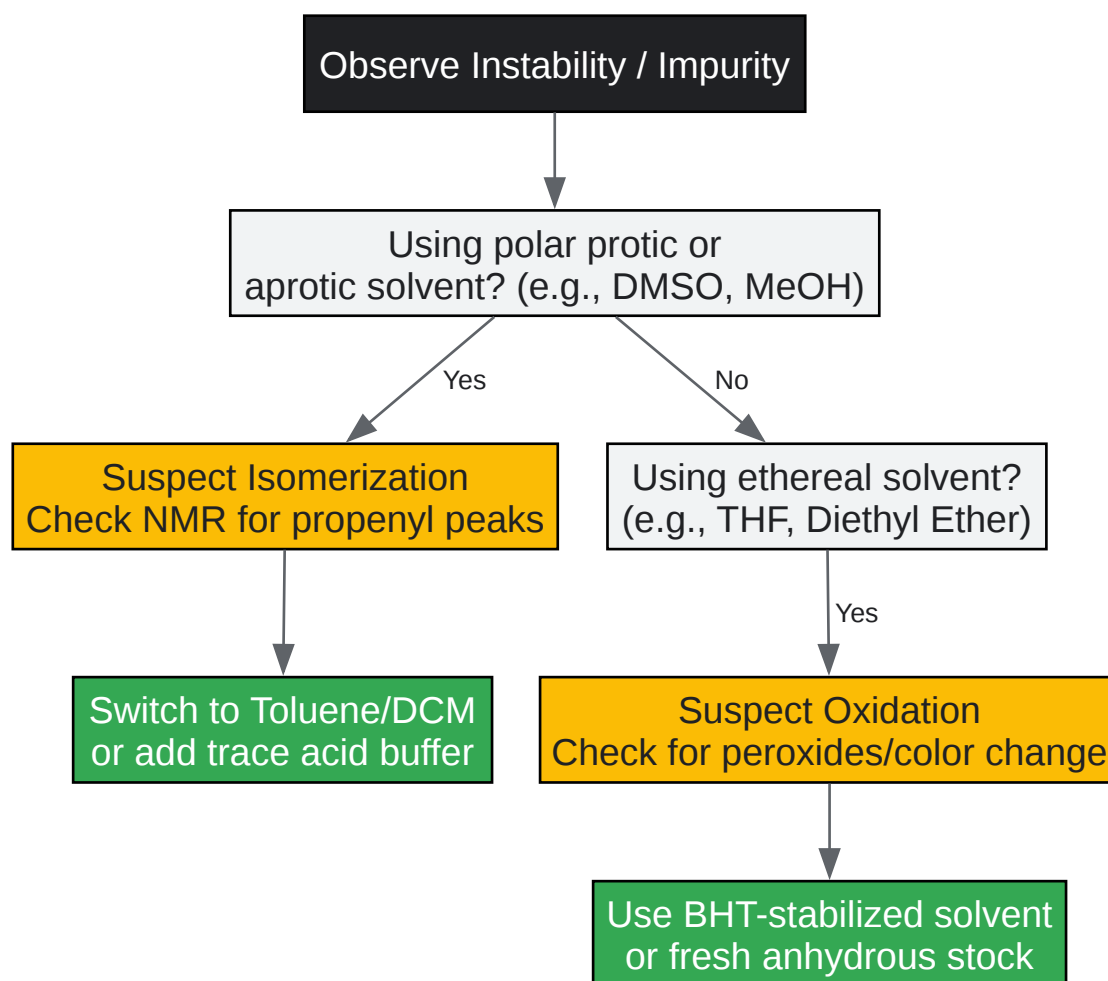 Observe Instability / Impurity
Using polar protic or
aprotic solvent? (e.g., DMSO, MeOH)
Yes
No
Suspect Isomerization
Check NMR for propenyl peaks
Using ethereal solvent?
(e.g., THF, Diethyl Ether)
Yes
Switch to Toluene/DCM
or add trace acid buffer
Suspect Oxidation
Check for peroxides/color change
Use BHT-stabilized solvent
or fresh anhydrous stock